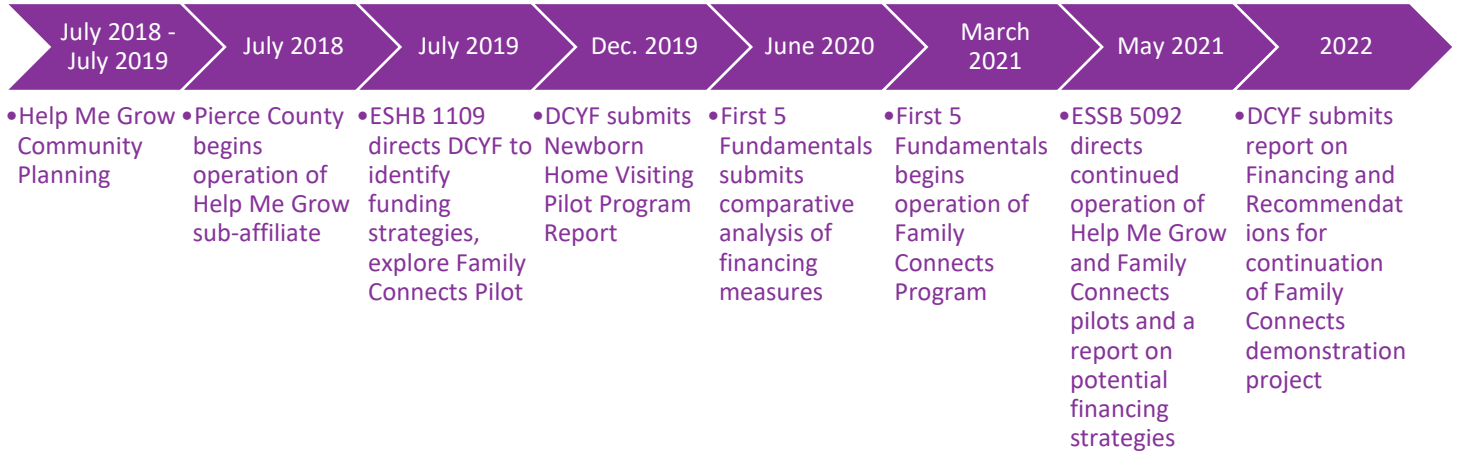 July 2018 -
July 2019
July 2018
July 2019
Dec. 2019
June 2020
March
2021
May 2021
2022
•Help Me Grow
Community
Planning
•Pierce County
begins
operation of
Help Me Grow
sub-affiliate
•ESHB 1109
directs DCYF to
identify
funding
strategies,
explore Family
Connects Pilot
•DCYF submits
Newborn
Home Visiting
Pilot Program
Report
•First 5
Fundamentals
submits
comparative
analysis of
financing
measures
•First 5
Fundamentals
begins
operation of
Family
Connects
Program
•ESSB 5092
directs
continued
operation of
Help Me Grow
and Family
Connects
pilots and a
report on
potential
financing
strategies
•DCYF submits
report on
Financing and
Recommendat
ions for
continuation
of Family
Connects
demonstration
project